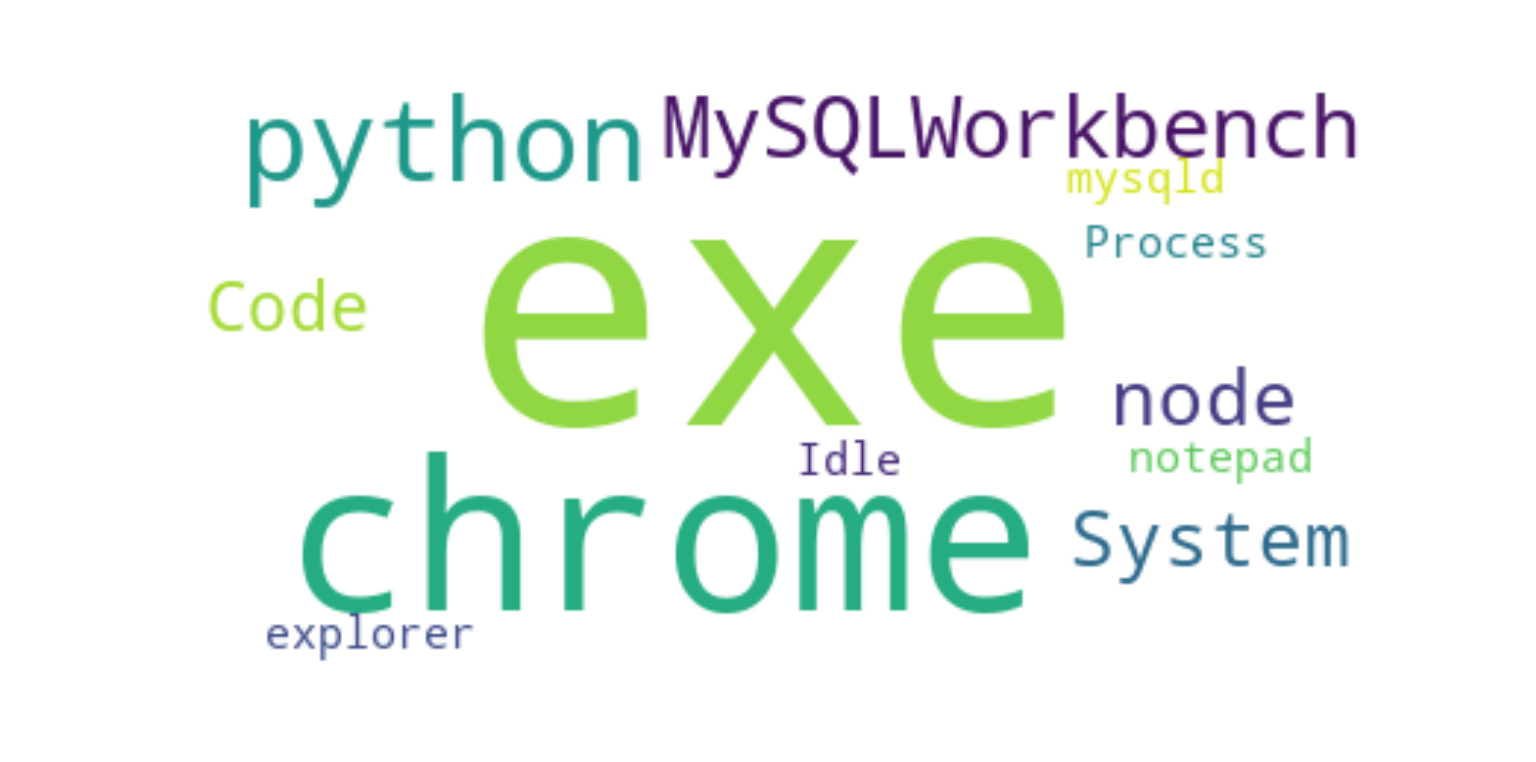 python MySQLWorkbench
mysqld
Process
exe
Code
node
Idle
notepad
chrome
System
explorer